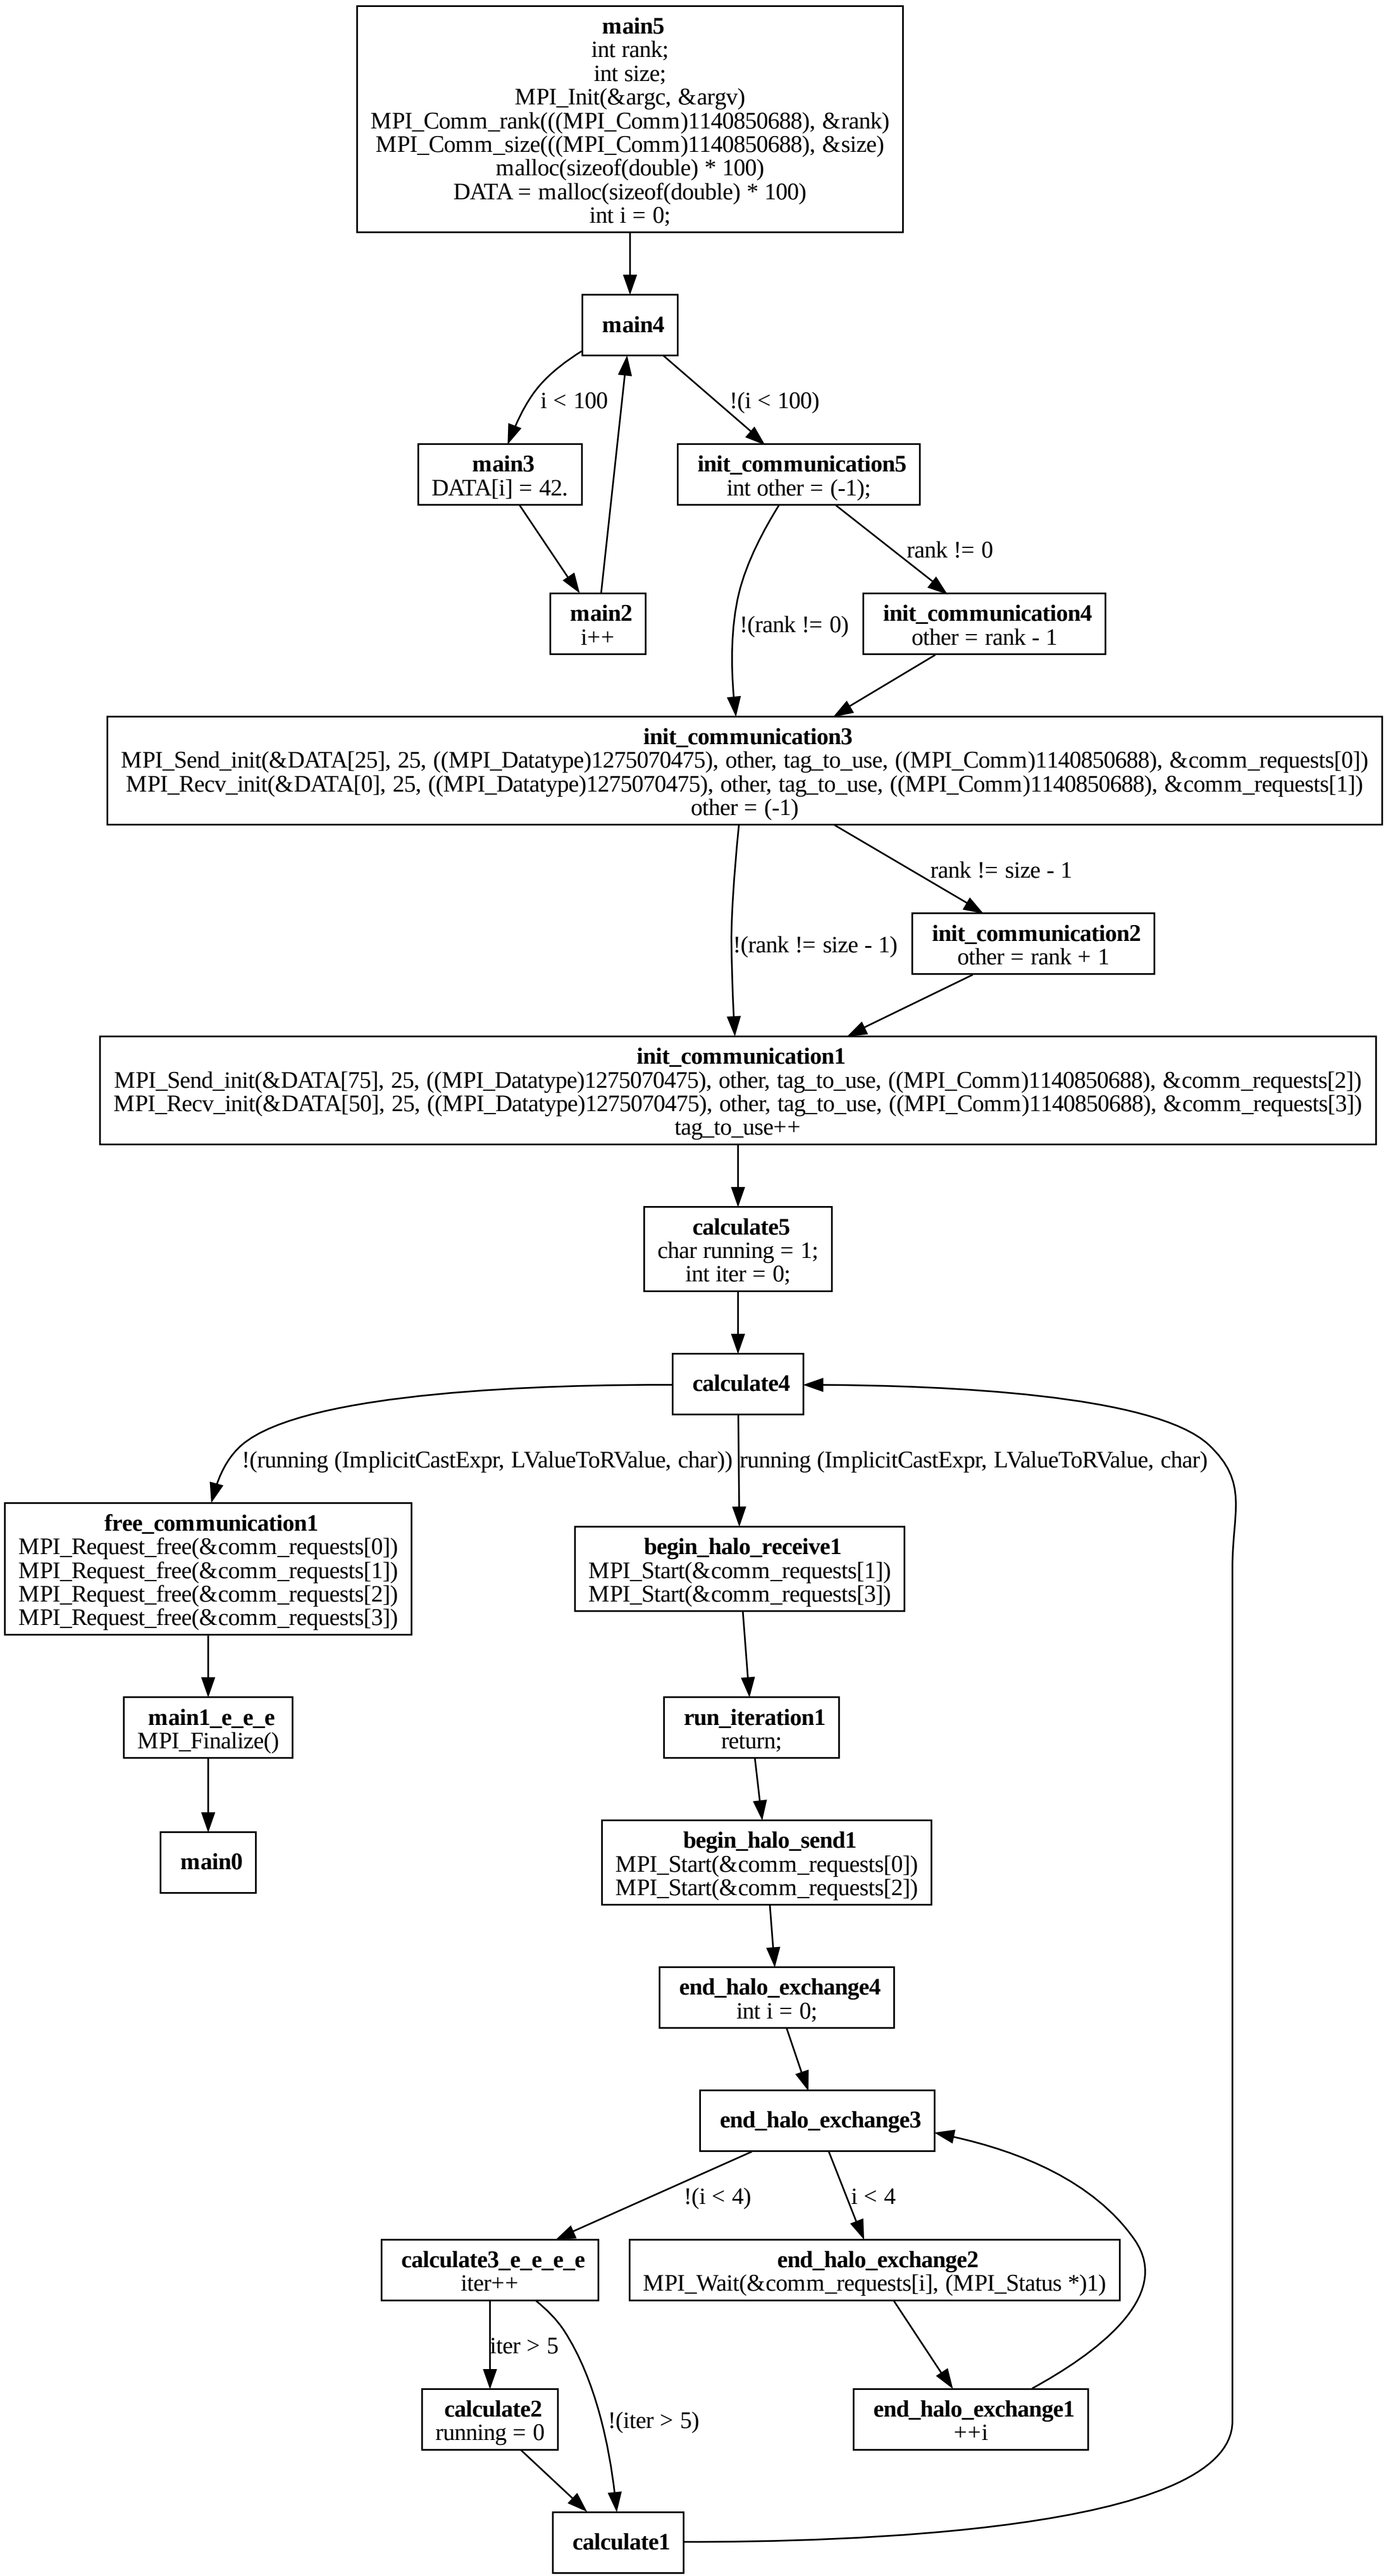 main5
int rank;
int size;
MPI_Init(&argc, &argv)
MPI_Comm_rank(((MPI_Comm)1140850688), &rank)
MPI_Comm_size(((MPI_Comm)1140850688), &size)
malloc(sizeof(double) * 100)
DATA = malloc(sizeof(double) * 100)
int i = 0;
main4
i < 100
!(i < 100)
main3
DATA[i] = 42.
init_communication5
int other = (-1);
rank != 0
main2
i++
!(rank != 0)
init_communication4
other = rank - 1
init_communication3
MPI_Send_init(&DATA[25], 25, ((MPI_Datatype)1275070475), other, tag_to_use, ((MPI_Comm)1140850688), &comm_requests[0])
MPI_Recv_init(&DATA[0], 25, ((MPI_Datatype)1275070475), other, tag_to_use, ((MPI_Comm)1140850688), &comm_requests[1])
other = (-1)
rank != size - 1
!(rank != size - 1)
init_communication2
other = rank + 1
init_communication1
MPI_Send_init(&DATA[75], 25, ((MPI_Datatype)1275070475), other, tag_to_use, ((MPI_Comm)1140850688), &comm_requests[2])
MPI_Recv_init(&DATA[50], 25, ((MPI_Datatype)1275070475), other, tag_to_use, ((MPI_Comm)1140850688), &comm_requests[3])
tag_to_use++
calculate5
char running = 1;
int iter = 0;
calculate4
!(running (ImplicitCastExpr, LValueToRValue, char))
running (ImplicitCastExpr, LValueToRValue, char)
free_communication1
MPI_Request_free(&comm_requests[0])
MPI_Request_free(&comm_requests[1])
MPI_Request_free(&comm_requests[2])
MPI_Request_free(&comm_requests[3])
begin_halo_receive1
MPI_Start(&comm_requests[1])
MPI_Start(&comm_requests[3])
main1_e_e_e
MPI_Finalize()
run_iteration1
return;
main0
begin_halo_send1
MPI_Start(&comm_requests[0])
MPI_Start(&comm_requests[2])
end_halo_exchange4
int i = 0;
end_halo_exchange3
!(i < 4)
i < 4
calculate3_e_e_e_e
iter++
end_halo_exchange2
MPI_Wait(&comm_requests[i], (MPI_Status *)1)
iter > 5
calculate2
running = 0
!(iter > 5)
end_halo_exchange1
++i
calculate1